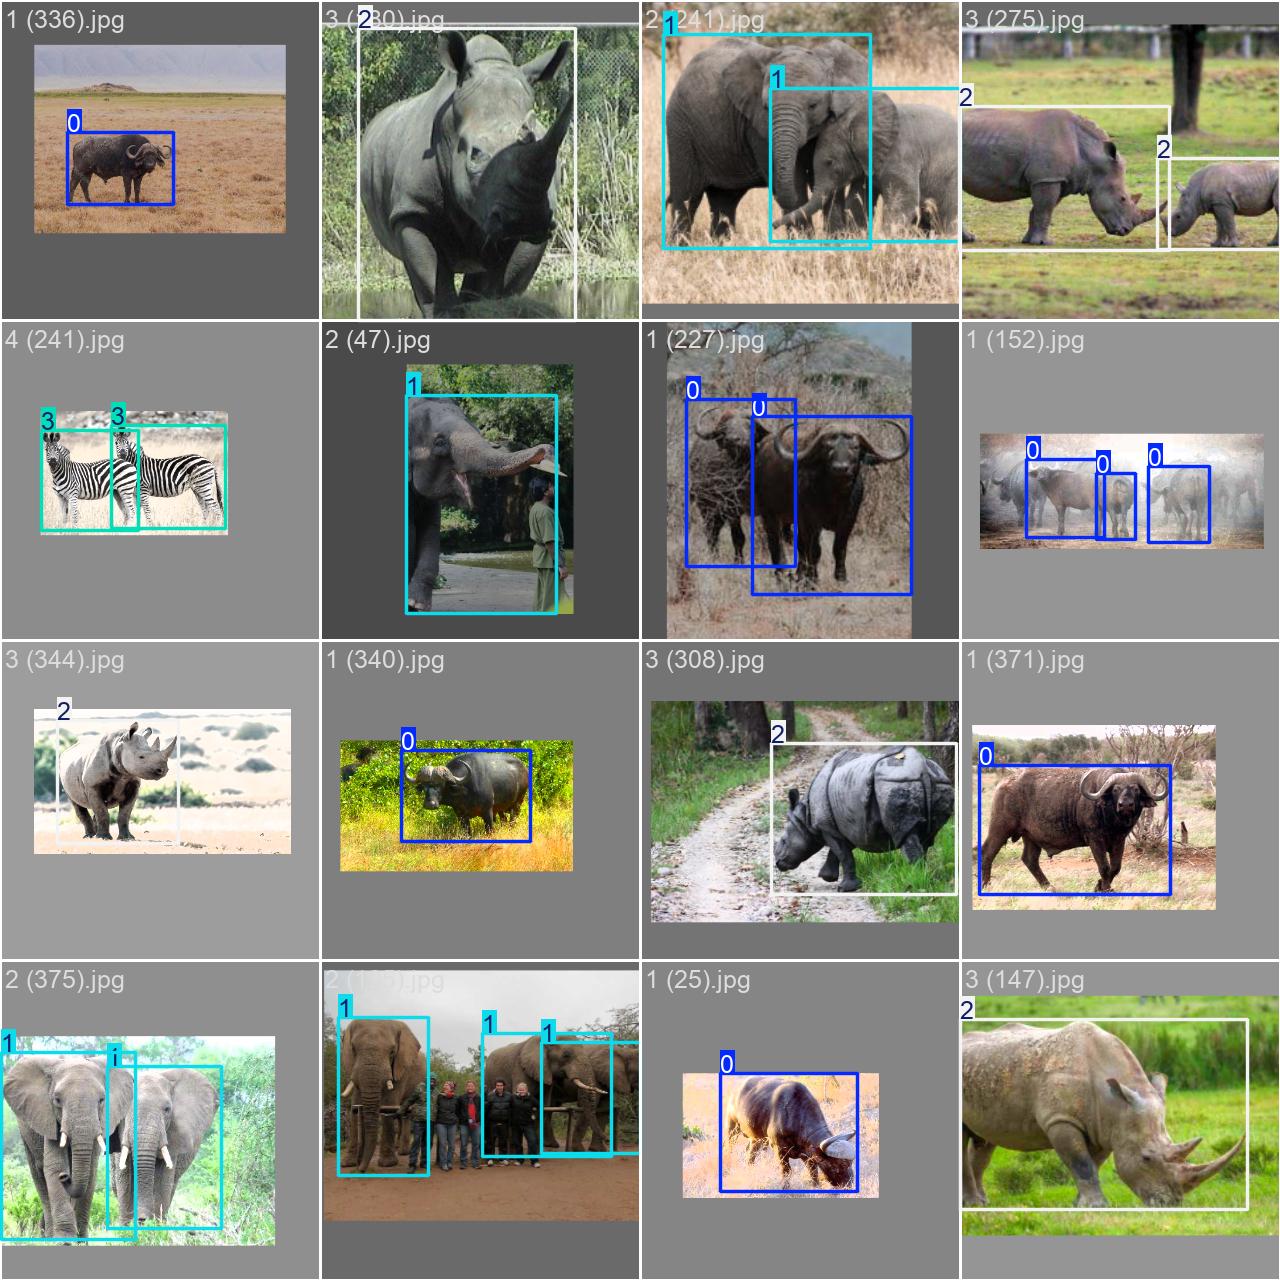 1 (336).jpg
2
1
1
3 (275).jpg
0
2
2
4 (241).jpg
2 (47).jpg
1 (227).jpg
1 (152).jpg
3
3
1
0
0
0
0
0
3 (344).jpg
1 (340).jpg
3 (308).jpg
1 (371).jpg
2
0
2
0
2 (375).jpg
1 (25).jpg
3 (147).jpg
1
1
1
1
1
0
2